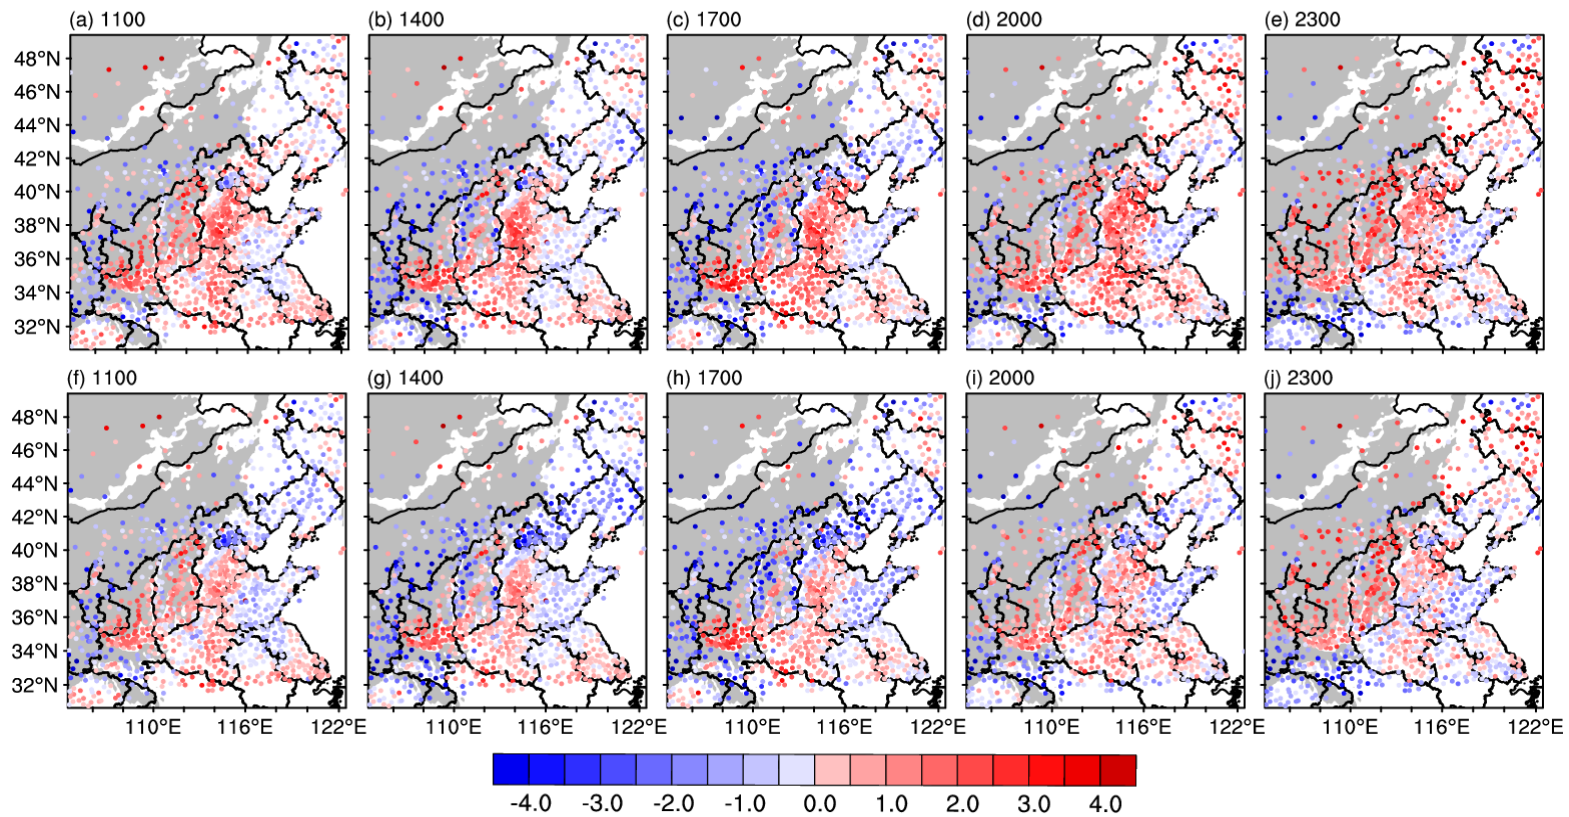 (a) 1100 (b) 1400 (c) 1700 (d) 2000 (e) 2300
48°N
46°N
44°N
42°N
40°N
38°N
36°N
34°N
32°N
(f) 1100 (g) 1400 (h) 1700 (i) 2000 (j) 2300
48°N
46°N
44°N
42°N
40°N
38°N
36°N
34°N
32°N
110°E 116°E 122°E 110°E 116°E 122°E 110°E 116°E 122°E 110°E 116°E 122°E 110°E 116°E 122°E
-4.0 -3.0 -2.0 -1.0 0.0 1.0 2.0 3.0 4.0